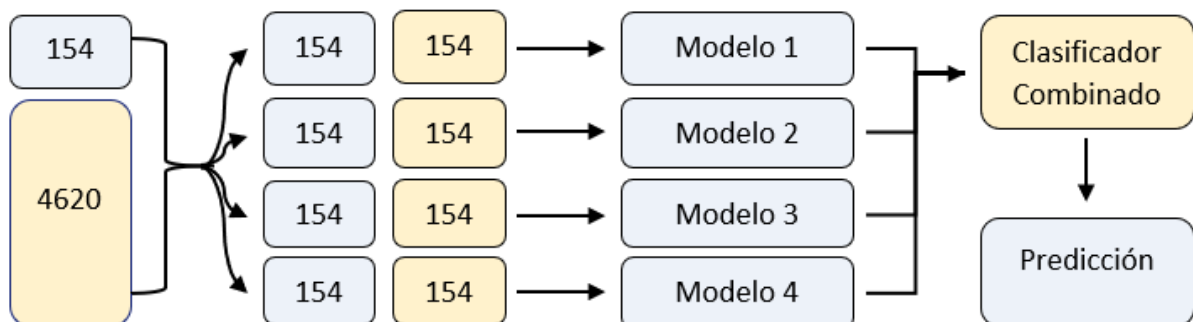 154
4620
154 154
154 154
154 154
154 154
Modelo 1
Modelo 2
Modelo 3
Modelo 4
Clasificador
Combinado
Predicción